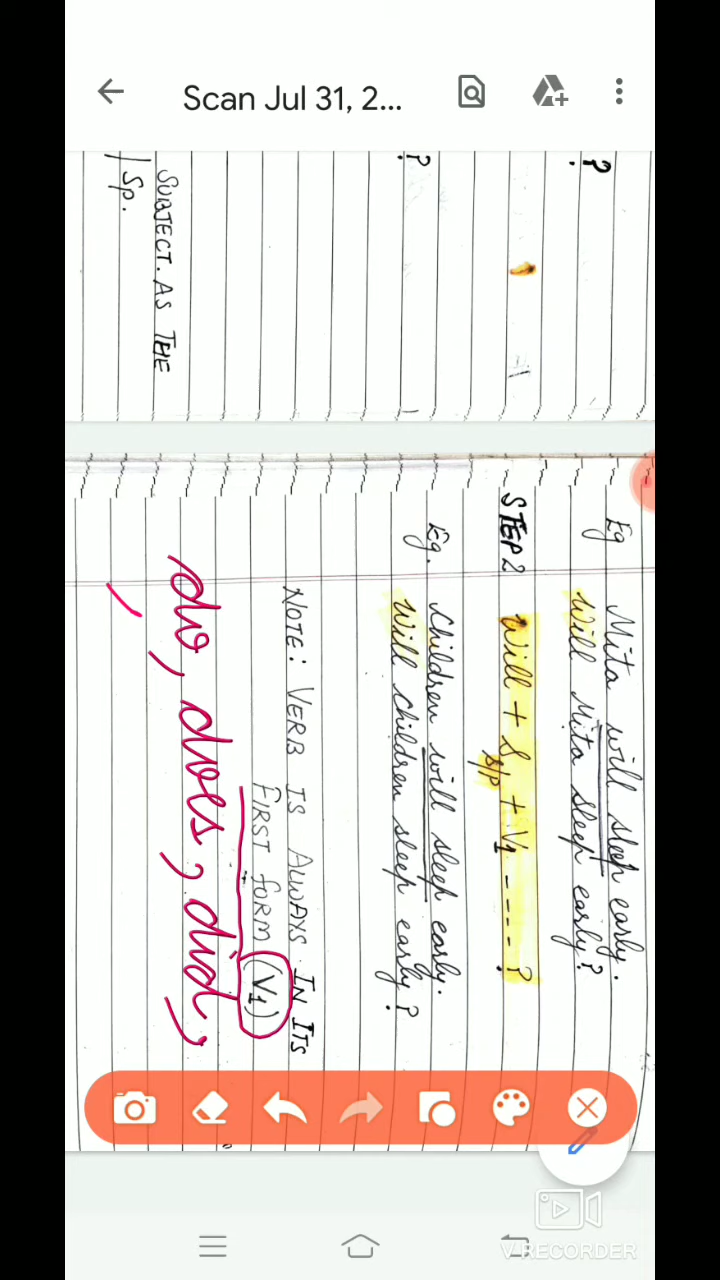 Scan Jul 31, 2...
?
?
SUBJECT. AS THE
| Sp.
Eg Mita will sleep early.
Will Mita sleep early?
STEP 2 Will + S + V1 ----?
S/P
Eg. Children will sleep early.
Will children sleep early?
NOTE: VERB IS ALWAYS IN ITS
FIRST FORM (V1)
do, does, did,
V.RECORDER